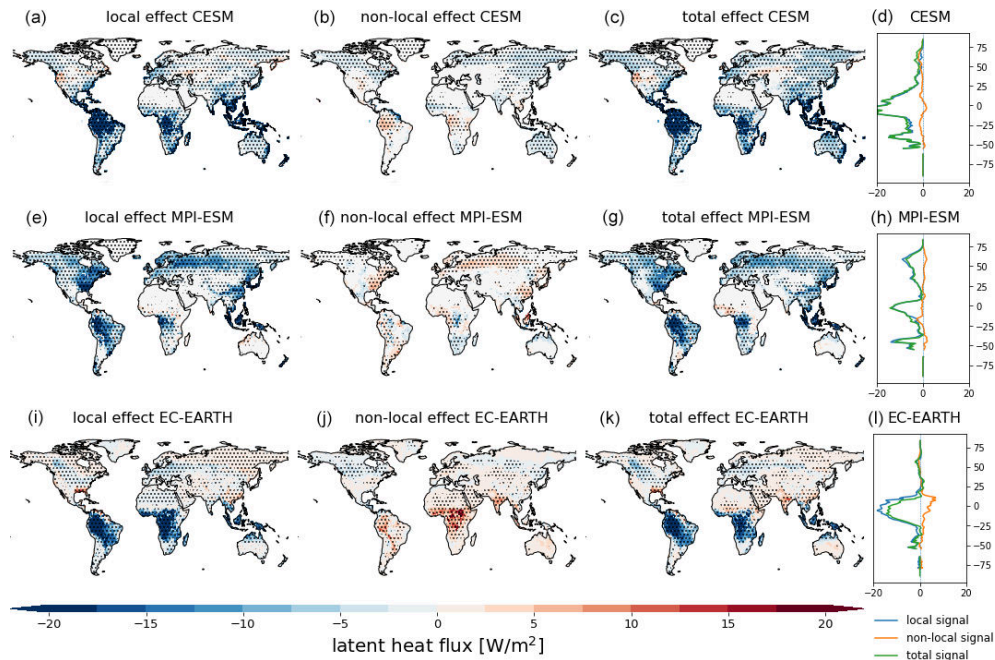 (a) local effect CESM (b) non-local effect CESM (c) total effect CESM (d) CESM
75
50
25
0
−25
−50
−75
−20 0 20
(e) local effect MPI-ESM (f) non-local effect MPI-ESM (g) total effect MPI-ESM (h) MPI-ESM
75
50
25
0
−25
−50
−75
−20 0 20
(i) local effect EC-EARTH (j) non-local effect EC-EARTH (k) total effect EC-EARTH (l) EC-EARTH
75
50
25
0
−25
−50
−75
−20 0 20
−20 −15 −10 −5 0 5 10 15 20
latent heat flux [W/m²]
local signal
non-local signal
total signal